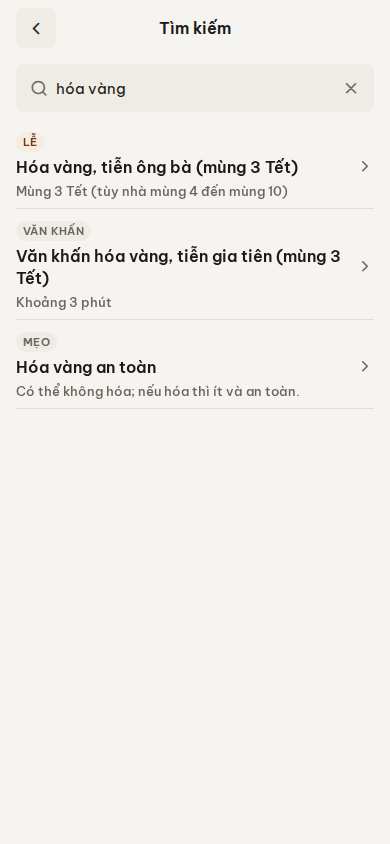 Tìm kiếm
hóa vàng
LỄ
Hóa vàng, tiễn ông bà (mùng 3 Tết)
Mùng 3 Tết (tùy nhà mùng 4 đến mùng 10)
VĂN KHẤN
Văn khấn hóa vàng, tiễn gia tiên (mùng 3
Tết)
Khoảng 3 phút
MẸO
Hóa vàng an toàn
Có thể không hóa; nếu hóa thì ít và an toàn.